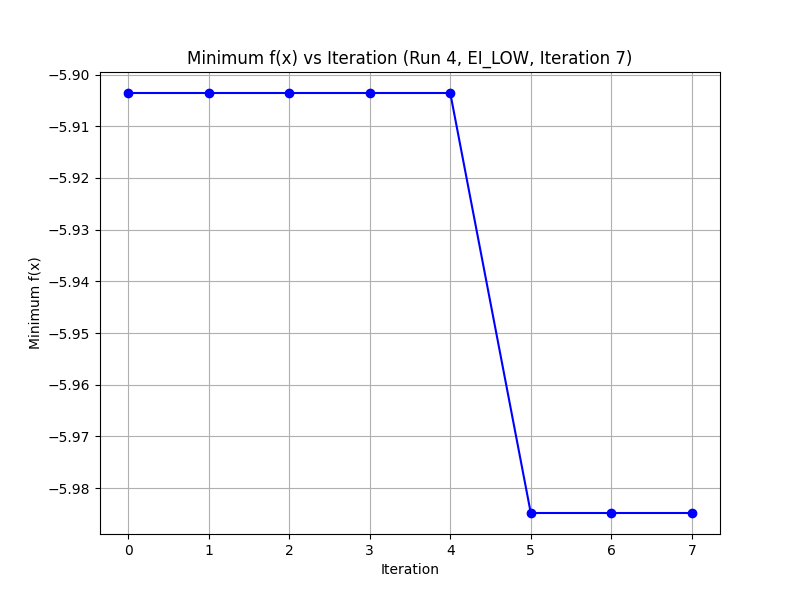 Minimum f(x) vs Iteration (Run 4, EI_LOW, Iteration 7)
Minimum f(x)
−5.90
−5.91
−5.92
−5.93
−5.94
−5.95
−5.96
−5.97
−5.98
0 1 2 3 4 5 6 7
Iteration